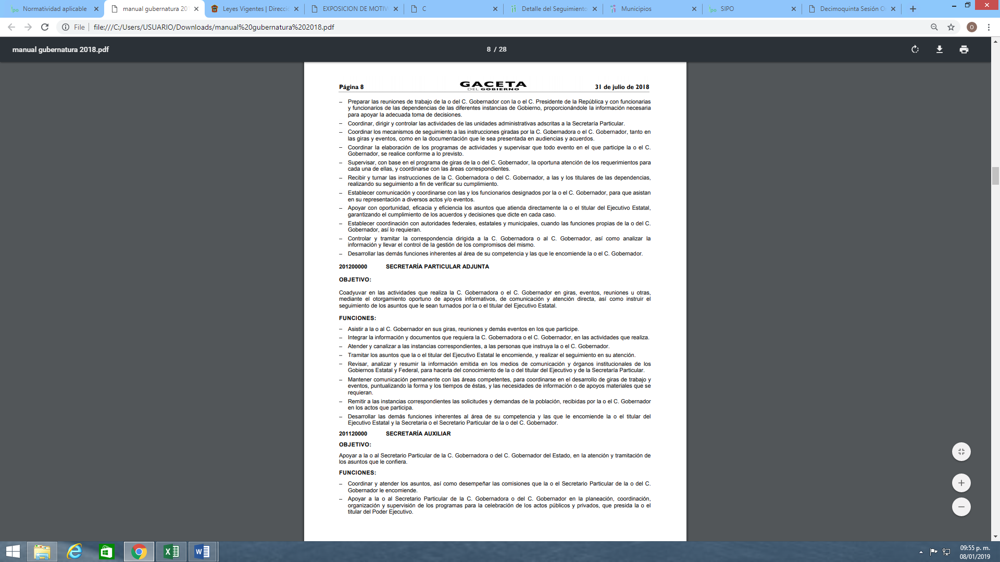 Normatividad aplicable
manual gubernatura 201
Leyes Vigentes | Direcci
EXPOSICION DE MOTIV
C
Detalle del Seguimiento
Municipios
SIPO
Decimoquinta Sesión O
File
file:///C:/Users/USUARIO/Downloads/manual%20gubernatura%202018.pdf
O
manual gubernatura 2018.pdf
8 / 28
Página 8
GACETA
DEL GOBIERNO
31 de julio de 2018
– Preparar las reuniones de trabajo de la o del C. Gobernador con la o el C. Presidente de la República y con funcionarias
y funcionarios de las dependencias de las diferentes instancias de Gobierno, proporcionándole la información necesaria
para apoyar la adecuada toma de decisiones.
– Coordinar, dirigir y controlar las actividades de las unidades administrativas adscritas a la Secretaría Particular.
– Coordinar los mecanismos de seguimiento a las instrucciones giradas por la C. Gobernadora o el C. Gobernador, tanto en
las giras y eventos, como en la documentación que le sea presentada en audiencias y acuerdos.
– Coordinar la elaboración de los programas de actividades y supervisar que todo evento en el que participe la o el C.
Gobernador, se realice conforme a lo previsto.
– Supervisar, con base en el programa de giras de la o del C. Gobernador, la oportuna atención de los requerimientos para
cada una de ellas, y coordinarse con las áreas correspondientes.
– Recibir y turnar las instrucciones de la C. Gobernadora o del C. Gobernador, a las y los titulares de las dependencias,
realizando su seguimiento a fin de verificar su cumplimiento.
– Establecer comunicación y coordinarse con las y los funcionarios designados por la o el C. Gobernador, para que asistan
en su representación a diversos actos y/o eventos.
– Apoyar con oportunidad, eficacia y eficiencia los asuntos que atienda directamente la o el titular del Ejecutivo Estatal,
garantizando el cumplimiento de los acuerdos y decisiones que dicte en cada caso.
– Establecer coordinación con autoridades federales, estatales y municipales, cuando las funciones propias de la o del C.
Gobernador, así lo requieran.
– Controlar y tramitar la correspondencia dirigida a la C. Gobernadora o al C. Gobernador, así como analizar la
información y llevar el control de la gestión de los compromisos del mismo.
– Desarrollar las demás funciones inherentes al área de su competencia y las que le encomiende la o el C. Gobernador.
201200000 SECRETARÍA PARTICULAR ADJUNTA
OBJETIVO:
Coadyuvar en las actividades que realiza la C. Gobernadora o el C. Gobernador en giras, eventos, reuniones u otras,
mediante el otorgamiento oportuno de apoyos informativos, de comunicación y atención directa, así como instruir el
seguimiento de los asuntos que le sean turnados por la o el titular del Ejecutivo Estatal.
FUNCIONES:
– Asistir a la o al C. Gobernador en sus giras, reuniones y demás eventos en los que participe.
– Integrar la información y documentos que requiera la C. Gobernadora o el C. Gobernador, en las actividades que realiza.
– Atender y canalizar a las instancias correspondientes, a las personas que instruya la o el C. Gobernador.
– Tramitar los asuntos que la o el titular del Ejecutivo Estatal le encomiende, y realizar el seguimiento en su atención.
– Revisar, analizar y resumir la información emitida en los medios de comunicación y órganos institucionales de los
Gobiernos Estatal y Federal, para hacerla del conocimiento de la o del titular del Ejecutivo y de la Secretaría Particular.
– Mantener comunicación permanente con las áreas competentes, para coordinarse en el desarrollo de giras de trabajo y
eventos, puntualizando la forma y los tiempos de éstas, y las necesidades de información o de apoyos materiales que se
requieran.
– Remitir a las instancias correspondientes las solicitudes y demandas de la población, recibidas por la o el C. Gobernador
en los actos que participa.
– Desarrollar las demás funciones inherentes al área de su competencia y las que le encomiende la o el titular del
Ejecutivo Estatal y la Secretaria o el Secretario Particular de la o del C. Gobernador.
201120000 SECRETARÍA AUXILIAR
OBJETIVO:
Apoyar a la o al Secretario Particular de la C. Gobernadora o del C. Gobernador del Estado, en la atención y tramitación de
los asuntos que le confiera.
FUNCIONES:
– Coordinar y atender los asuntos, así como desempeñar las comisiones que la o el Secretario Particular de la o del C.
Gobernador le encomiende.
– Apoyar a la o al Secretario Particular de la C. Gobernadora o del C. Gobernador en la planeación, coordinación,
organización y supervisión de los programas para la celebración de los actos públicos y privados, que presida la o el
titular del Poder Ejecutivo.
09:55 p. m.
08/01/2019